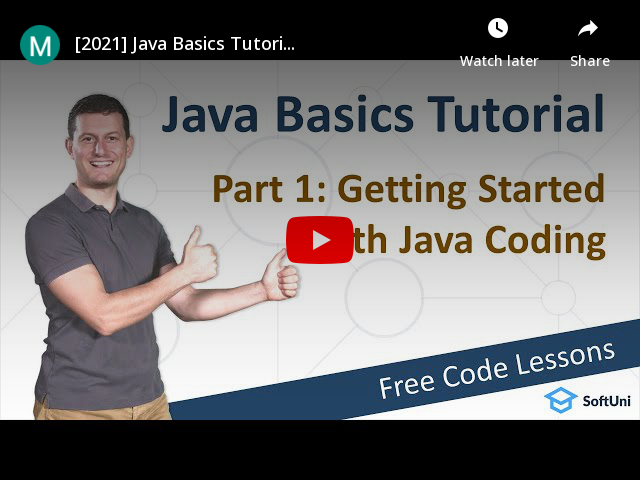 M
[2021] Java Basics Tutori...
Watch later
Share
Java Basics Tutorial
Part 1: Getting Started
th Java Coding
Free Code Lessons
SoftUni